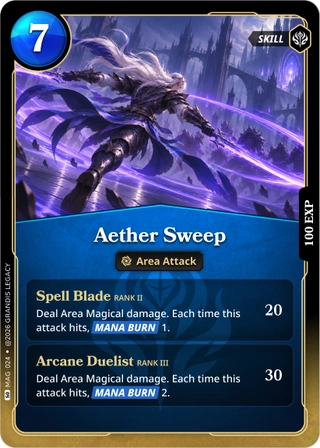 7
SKILL
100 EXP
Aether Sweep
Area Attack
Spell Blade RANK II
20
Deal Area Magical damage. Each time this
attack hits, MANA BURN 1.
Arcane Duelist RANK III
30
Deal Area Magical damage. Each time this
attack hits, MANA BURN 2.
MAG 024 • @2026 GRANDIS LEGACY